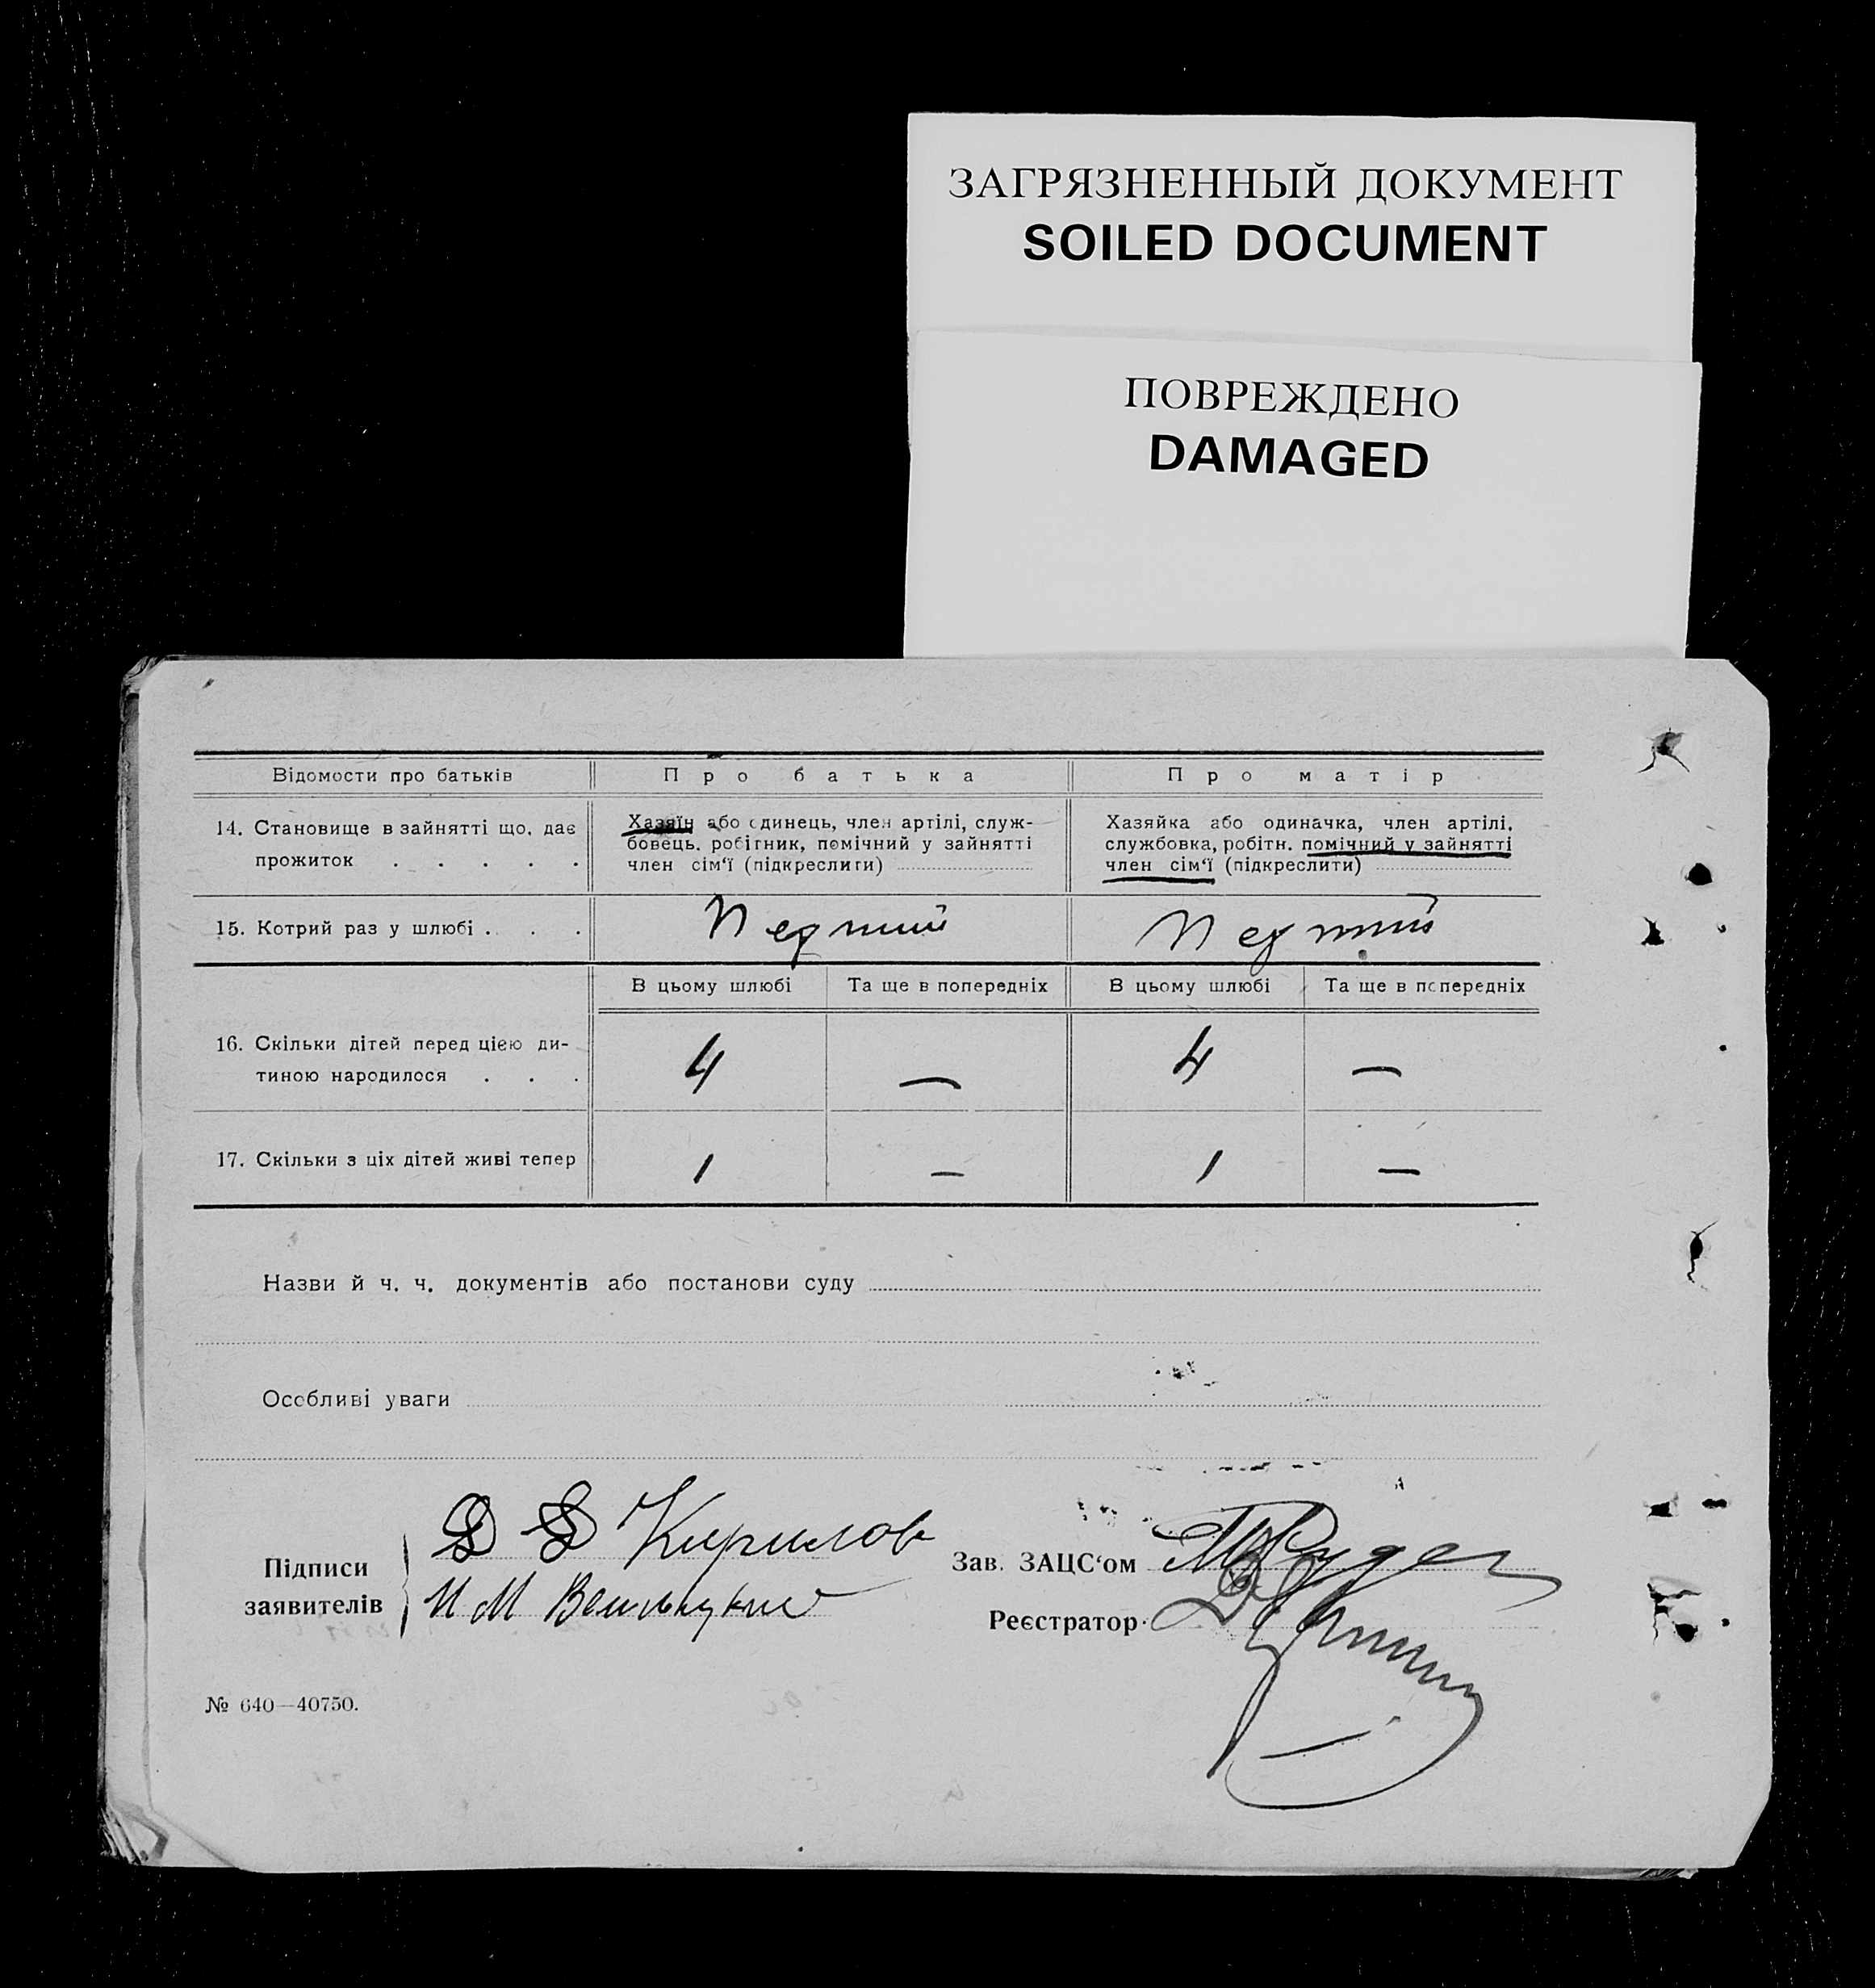 ЗАГРЯЗНЕННЫЙ ДОКУМЕНТ
SOILED DOCUMENT
ПОВРЕЖДЕНО
DAMAGED
Відомости про батьків Про батька Про матір
14. Становище в зайнятті що, дає прожиток . . . . .
Хазяїн або єдинець, член артілі, служ-
бовець, робітник, помічний у зайнятті
член сім‘ї (підкреслити)
Хазяйка або одиначка, член артілі,
службовка, робітн. помічний у зайнятті
член сім‘ї (підкреслити)
15. Котрий раз у шлюбі . . . Перший Перший
В цьому шлюбі Та ще в попередніх В цьому шлюбі Та ще в попередніх
16. Скільки дітей перед цією ди-
тиною народилося . . . 4 — 4 —
17. Скільки з ціх дітей живі тепер 1 — 1 —
Назви й ч. ч. документів або постанови суду
Особливі уваги
Підписи
заявителів
Д Д Кирилов
И М
Зав. ЗАЦС‘ом
Реєстратор
№ 640—40750.